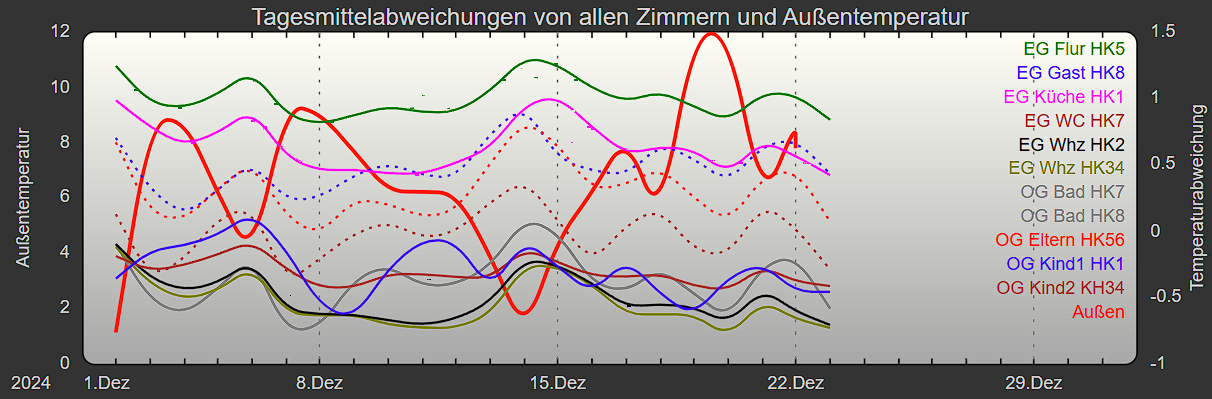 Tagesmittelabweichungen von allen Zimmern und Außentemperatur
12
10
8
6
4
2
0
Außentemperatur
1.5
1
0.5
0
-0.5
-1
Temperaturabweichung
EG Flur HK5
EG Gast HK8
EG Küche HK1
EG WC HK7
EG Whz HK2
EG Whz HK34
OG Bad HK7
OG Bad HK8
OG Eltern HK56
OG Kind1 HK1
OG Kind2 KH34
Außen
2024 1.Dez 8.Dez 15.Dez 22.Dez 29.Dez